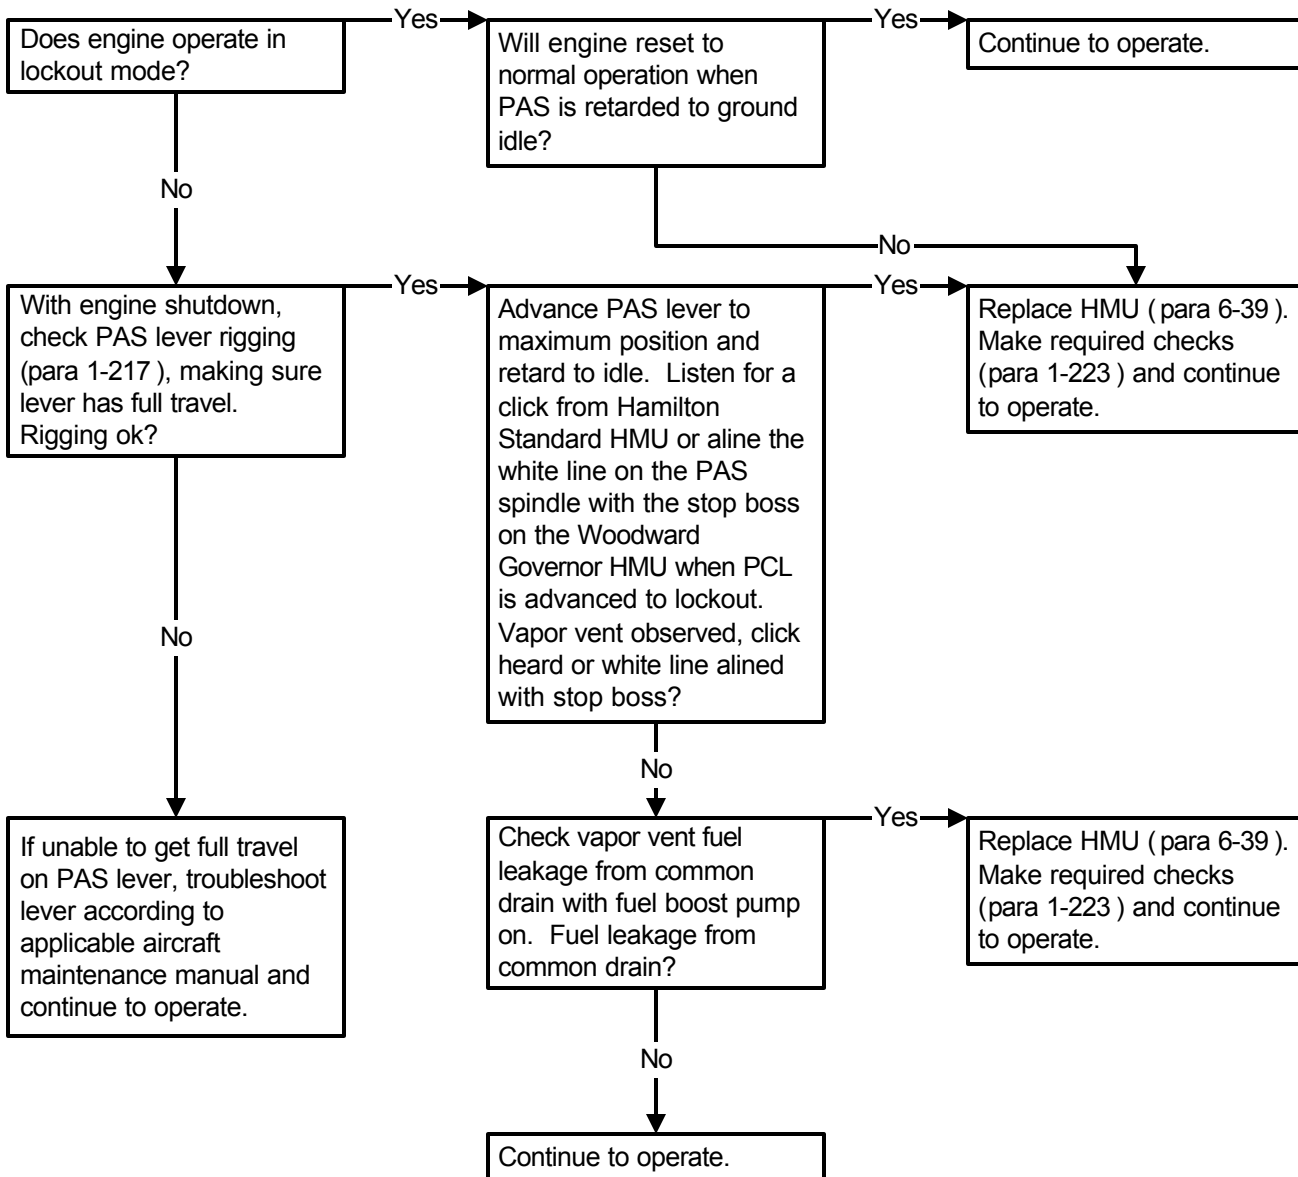 Does engine operate in
lockout mode?
Yes
Will engine reset to
normal operation when
PAS is retarded to ground
idle?
Yes
Continue to operate.
No
No
With engine shutdown,
check PAS lever rigging
(para 1-217 ), making sure
lever has full travel.
Rigging ok?
Yes
Advance PAS lever to
maximum position and
retard to idle.  Listen for a
click from Hamilton
Standard HMU or aline the
white line on the PAS
spindle with the stop boss
on the Woodward
Governor HMU when PCL
is advanced to lockout.
Vapor vent observed, click
heard or white line alined
with stop boss?
Yes
Replace HMU ( para 6-39 ).
Make required checks
(para 1-223 ) and continue
to operate.
No
No
If unable to get full travel
on PAS lever, troubleshoot
lever according to
applicable aircraft
maintenance manual and
continue to operate.
Check vapor vent fuel
leakage from common
drain with fuel boost pump
on.  Fuel leakage from
common drain?
Yes
Replace HMU ( para 6-39 ).
Make required checks
(para 1-223 ) and continue
to operate.
No
Continue to operate.